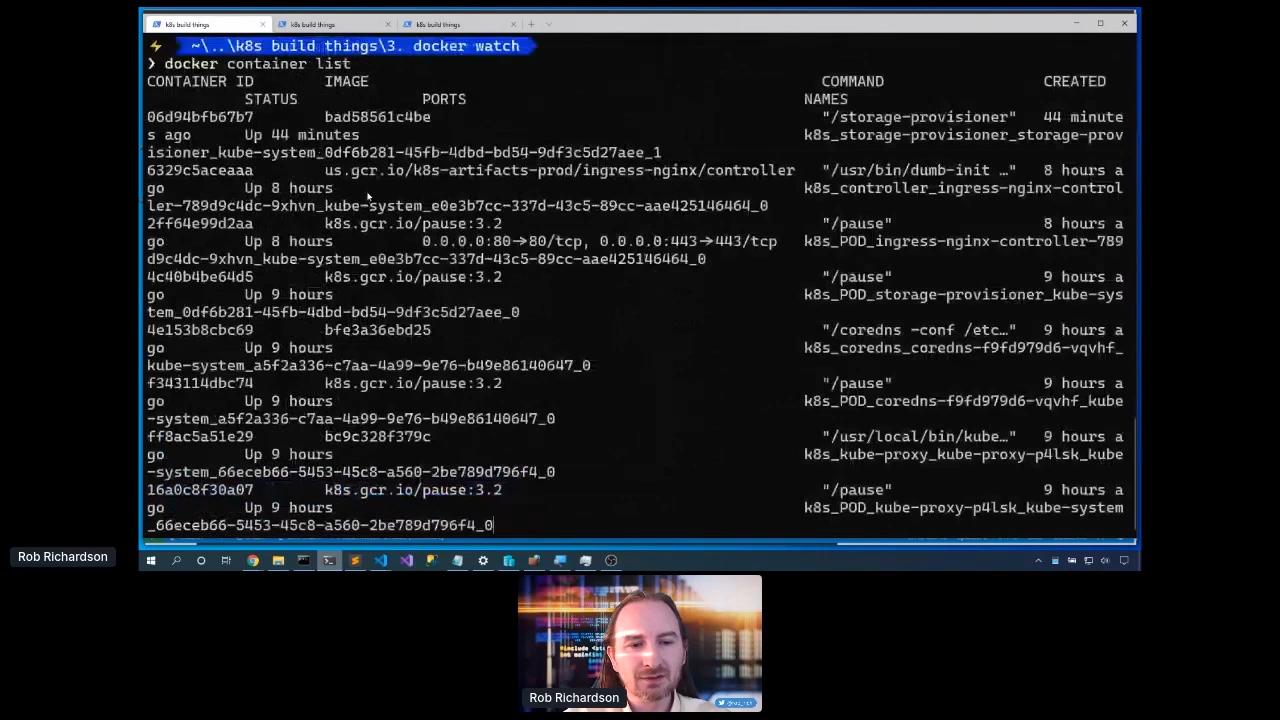 k8s build things
k8s build things
k8s build things
~\..\k8s build things\3. docker watch
❯ docker container list
CONTAINER ID IMAGE COMMAND CREATED
STATUS PORTS NAMES
06d94bfb67b7 bad58561c4be "/storage-provisioner" 44 minute
s ago Up 44 minutes k8s_storage-provisioner_storage-prov
isioner_kube-system_0df6b281-45fb-4dbd-bd54-9df3c5d27aee_1
6329c5aceaaa us.gcr.io/k8s-artifacts-prod/ingress-nginx/controller "/usr/bin/dumb-init …" 8 hours a
go Up 8 hours k8s_controller_ingress-nginx-control
ler-789d9c4dc-9xhvn_kube-system_e0e3b7cc-337d-43c5-89cc-aae425146464_0
2ff64e99d2aa k8s.gcr.io/pause:3.2 "/pause" 8 hours a
go Up 8 hours 0.0.0.0:80->80/tcp, 0.0.0.0:443->443/tcp k8s_POD_ingress-nginx-controller-789
d9c4dc-9xhvn_kube-system_e0e3b7cc-337d-43c5-89cc-aae425146464_0
4c40b4be64d5 k8s.gcr.io/pause:3.2 "/pause" 9 hours a
go Up 9 hours k8s_POD_storage-provisioner_kube-sys
tem_0df6b281-45fb-4dbd-bd54-9df3c5d27aee_0
4e153b8cbc69 bfe3a36ebd25 "/coredns -conf /etc…" 9 hours a
go Up 9 hours k8s_coredns_coredns-f9fd979d6-vqvhf_
kube-system_a5f2a336-c7aa-4a99-9e76-b49e86140647_0
f343114dbc74 k8s.gcr.io/pause:3.2 "/pause" 9 hours a
go Up 9 hours k8s_POD_coredns-f9fd979d6-vqvhf_kube
-system_a5f2a336-c7aa-4a99-9e76-b49e86140647_0
ff8ac5a51e29 bc9c328f379c "/usr/local/bin/kube…" 9 hours a
go Up 9 hours k8s_kube-proxy_kube-proxy-p4lsk_kube
-system_66eceb66-5453-45c8-a560-2be789d796f4_0
16a0c8f30a07 k8s.gcr.io/pause:3.2 "/pause" 9 hours a
go Up 9 hours k8s_POD_kube-proxy-p4lsk_kube-system
_66eceb66-5453-45c8-a560-2be789d796f4_0
Rob Richardson
Rob Richardson
@rob_rich